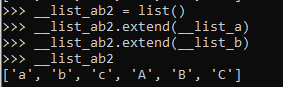 >>> __list_ab2 = list()
>>> __list_ab2.extend(__list_a)
>>> __list_ab2.extend(__list_b)
>>> __list_ab2
['a', 'b', 'c', 'A', 'B', 'C']